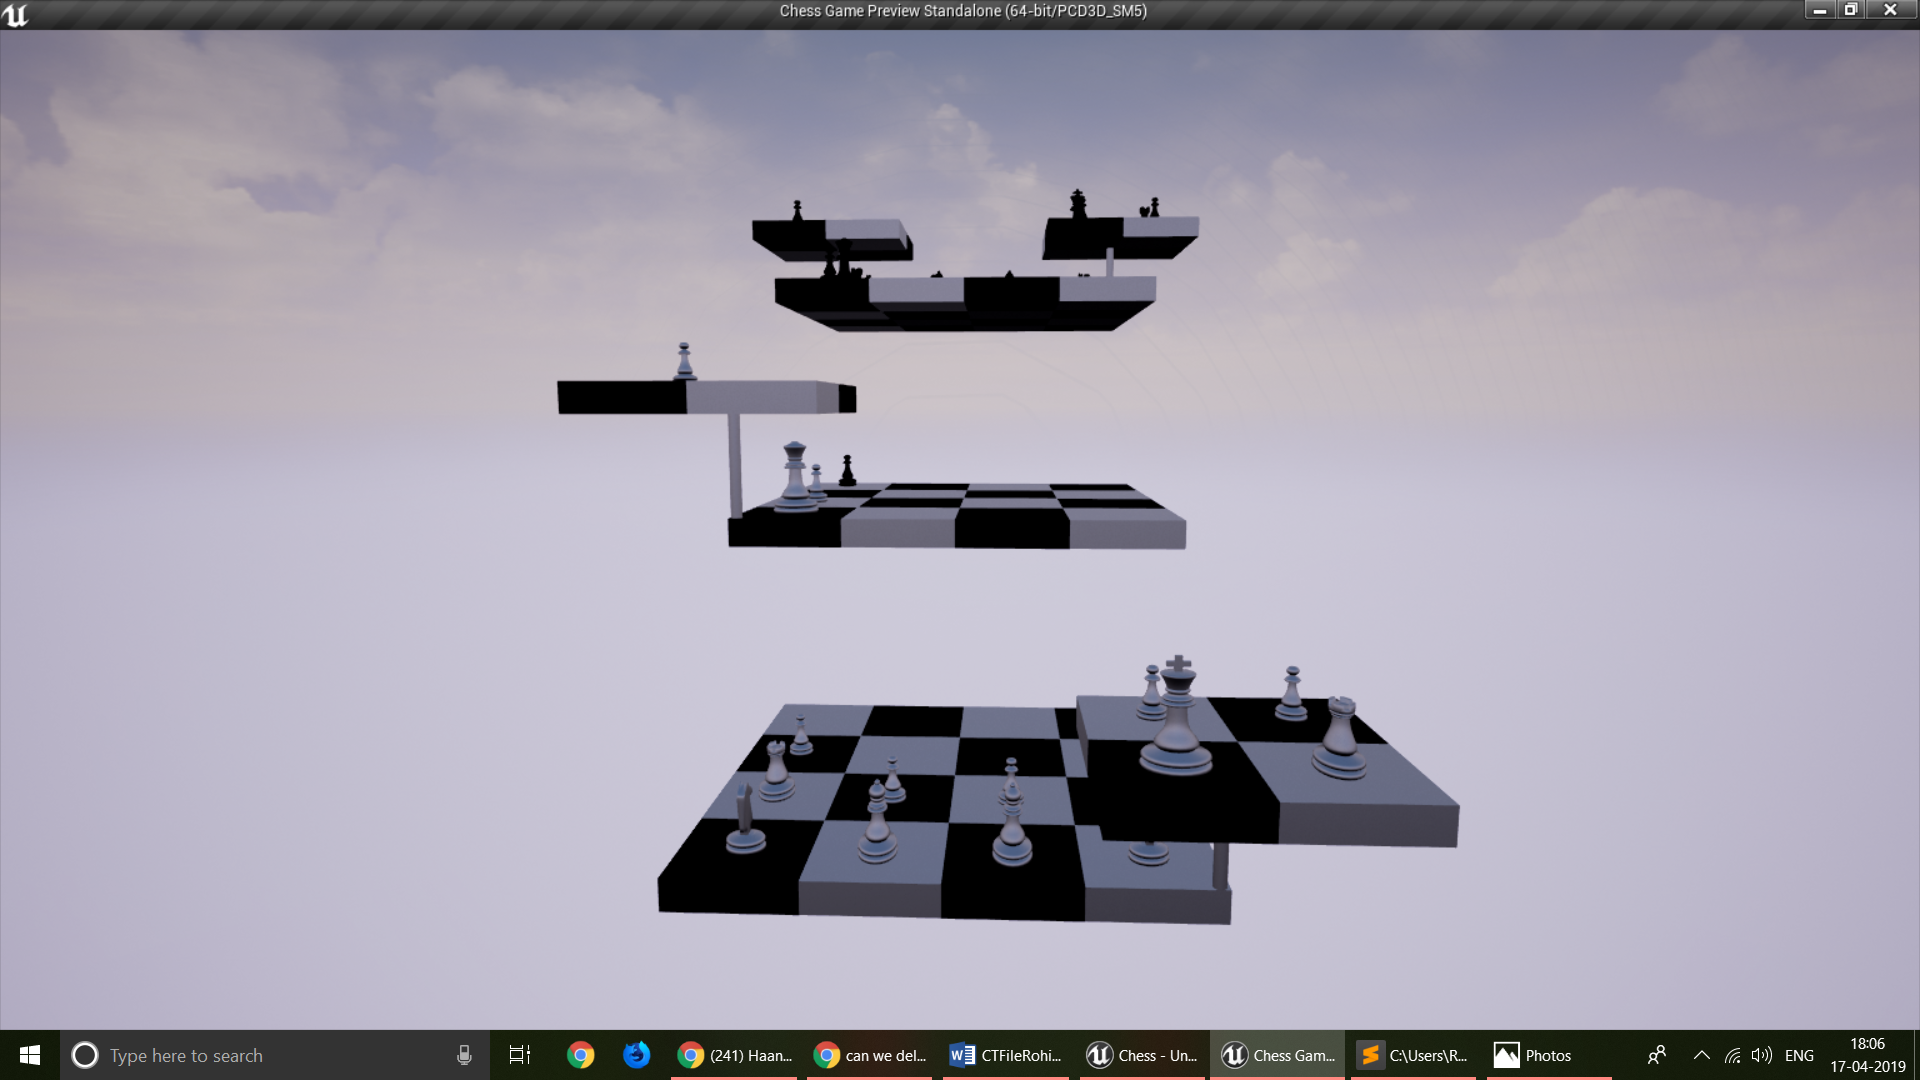 Chess Game Preview Standalone (64-bit/PCD3D_SM5)
Type here to search
(241) Haan...
can we del...
CTFileRohi...
Chess - Un...
Chess Gam...
C:\Users\R...
Photos
ENG
18:06
17-04-2019